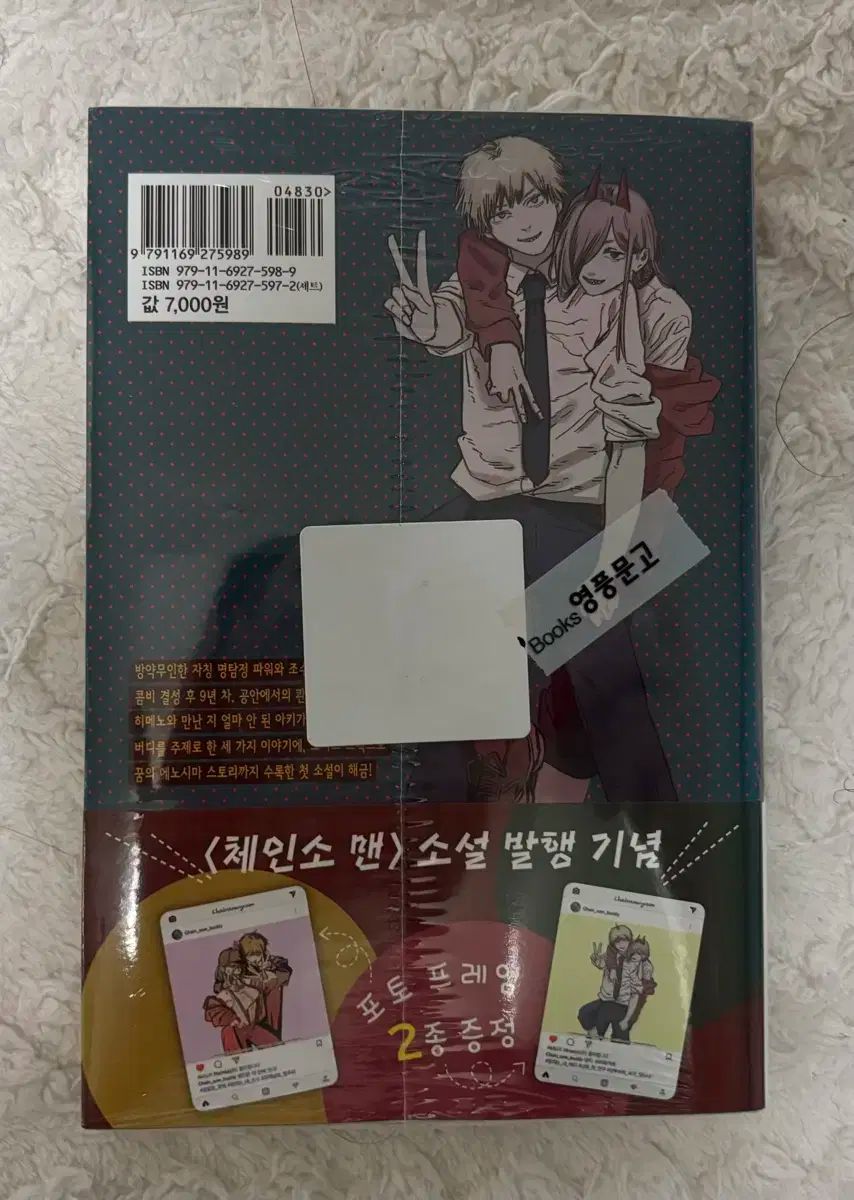 04830>
9 791169 275989
ISBN 979-11-6927-598-9
ISBN 979-11-6927-597-2(세트)
값 7,000원
Books 영풍문고
방약무인한 자칭 명탐정 파워와
콤비 결성 후 9년 차, 공안에서의
히메노와 만난 지 얼마 안 된 아키가
버디를 주제로 한 세 가지 이야기에,
꿈의 에노시마 스토리까지 수록한 첫 소설이 해금!
〈체인소 맨〉 소설 발행 기념
Chain_saw_buddy
Chain_saw_buddy
포토 프레임
2종 증정